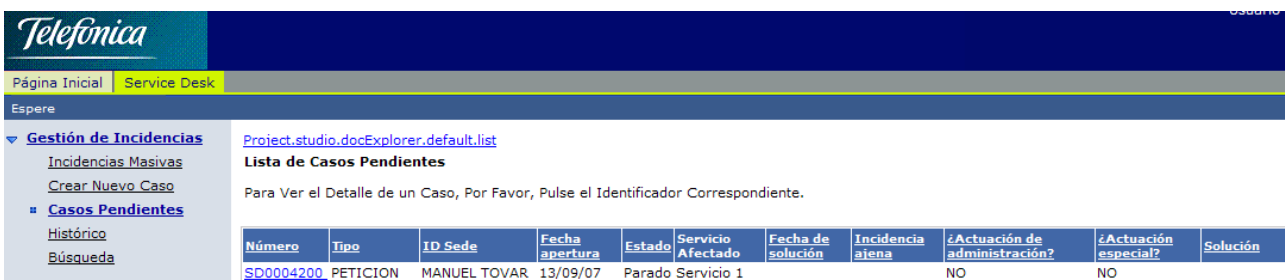 Usuario
Telefónica
Página Inicial Service Desk
Espere
Gestión de Incidencias
Incidencias Masivas
Crear Nuevo Caso
Casos Pendientes
Histórico
Búsqueda
Project.studio.docExplorer.default.list
Lista de Casos Pendientes
Para Ver el Detalle de un Caso, Por Favor, Pulse el Identificador Correspondiente.
Número Tipo ID Sede Fecha apertura Estado Servicio Afectado Fecha de solución Incidencia ajena ¿Actuación de administración? ¿Actuación especial? Solución
SD0004200 PETICION MANUEL TOVAR 13/09/07 Parado Servicio 1 NO NO